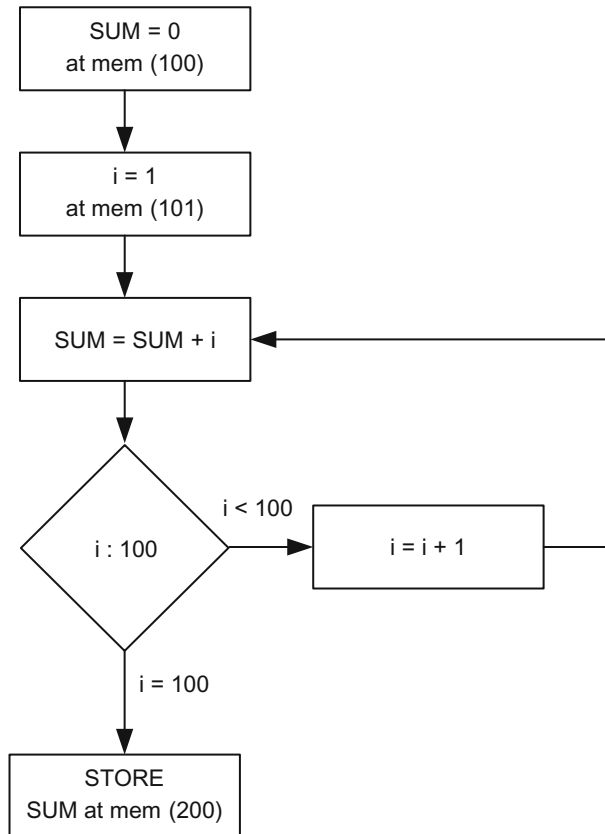 SUM = 0
at mem (100)
i = 1
at mem (101)
SUM = SUM + i
i : 100
i < 100
i = i + 1
i = 100
STORE
SUM at mem (200)